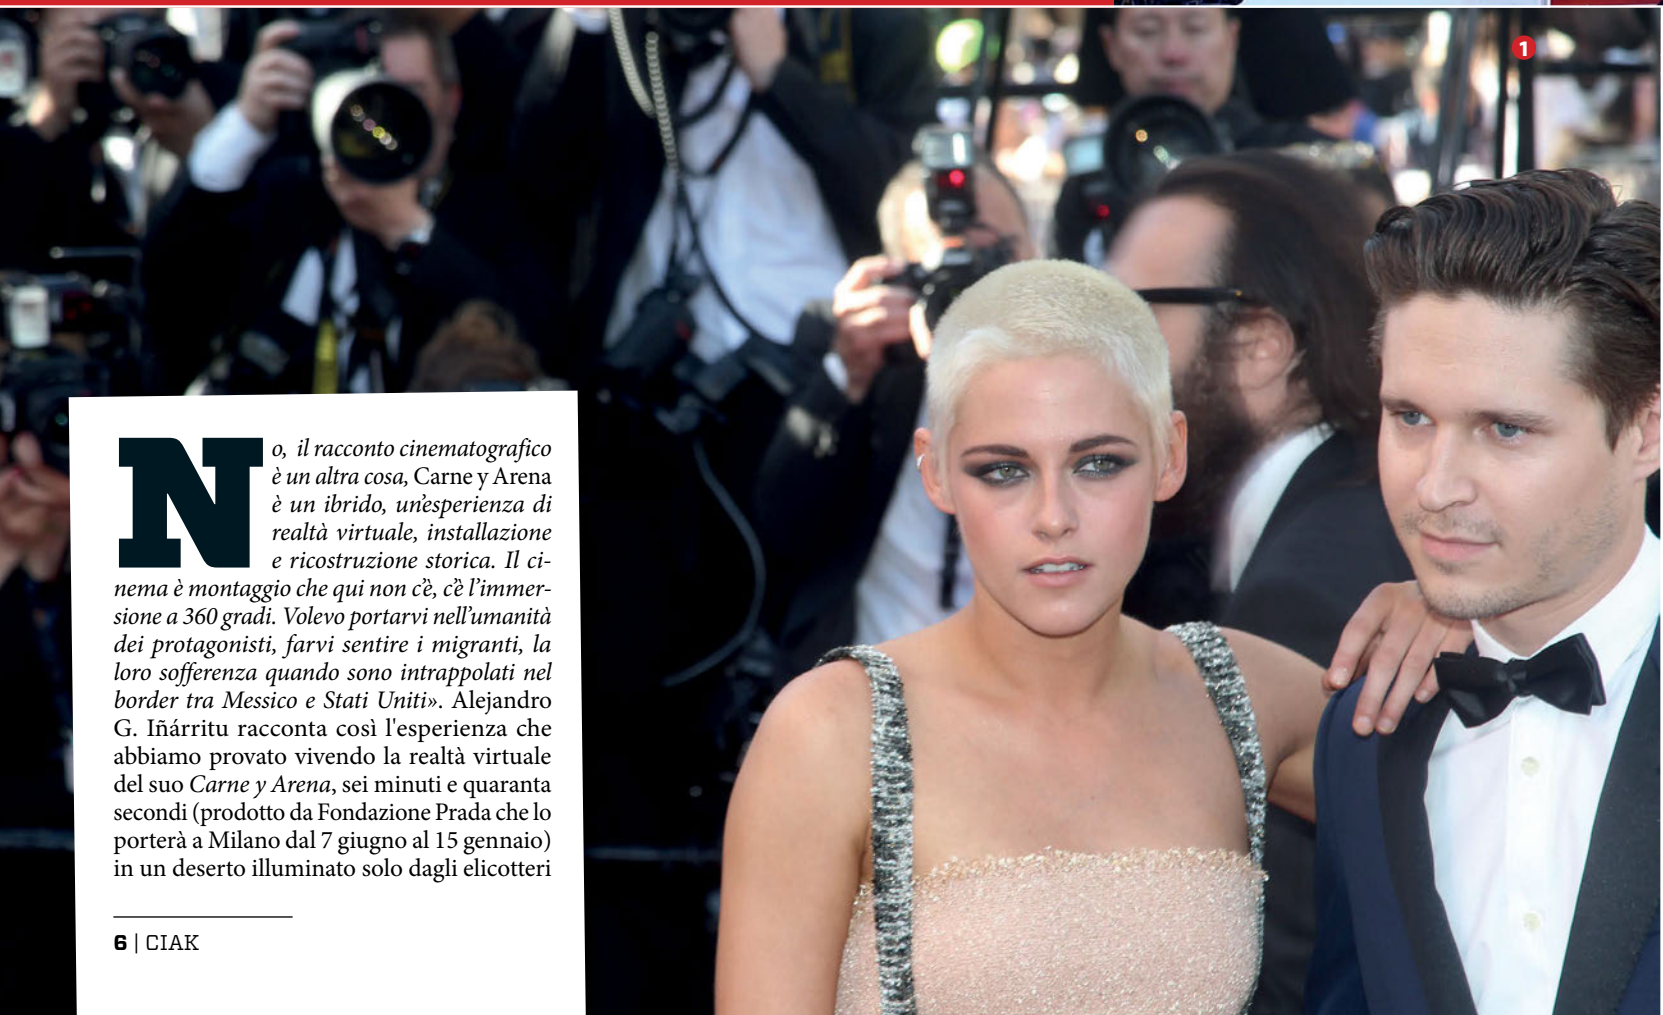 1
No, il racconto cinematografico
è un altra cosa, Carne y Arena
è un ibrido, un'esperienza di
realtà virtuale, installazione
e ricostruzione storica. Il ci-
nema è montaggio che qui non c'è, c'è l'immer-
sione a 360 gradi. Volevo portarvi nell'umanità
dei protagonisti, farvi sentire i migranti, la
loro sofferenza quando sono intrappolati nel
border tra Messico e Stati Uniti». Alejandro
G. Iñárritu racconta così l'esperienza che
abbiamo provato vivendo la realtà virtuale
del suo Carne y Arena, sei minuti e quaranta
secondi (prodotto da Fondazione Prada che lo
porterà a Milano dal 7 giugno al 15 gennaio)
in un deserto illuminato solo dagli elicotteri
6 | CIAK